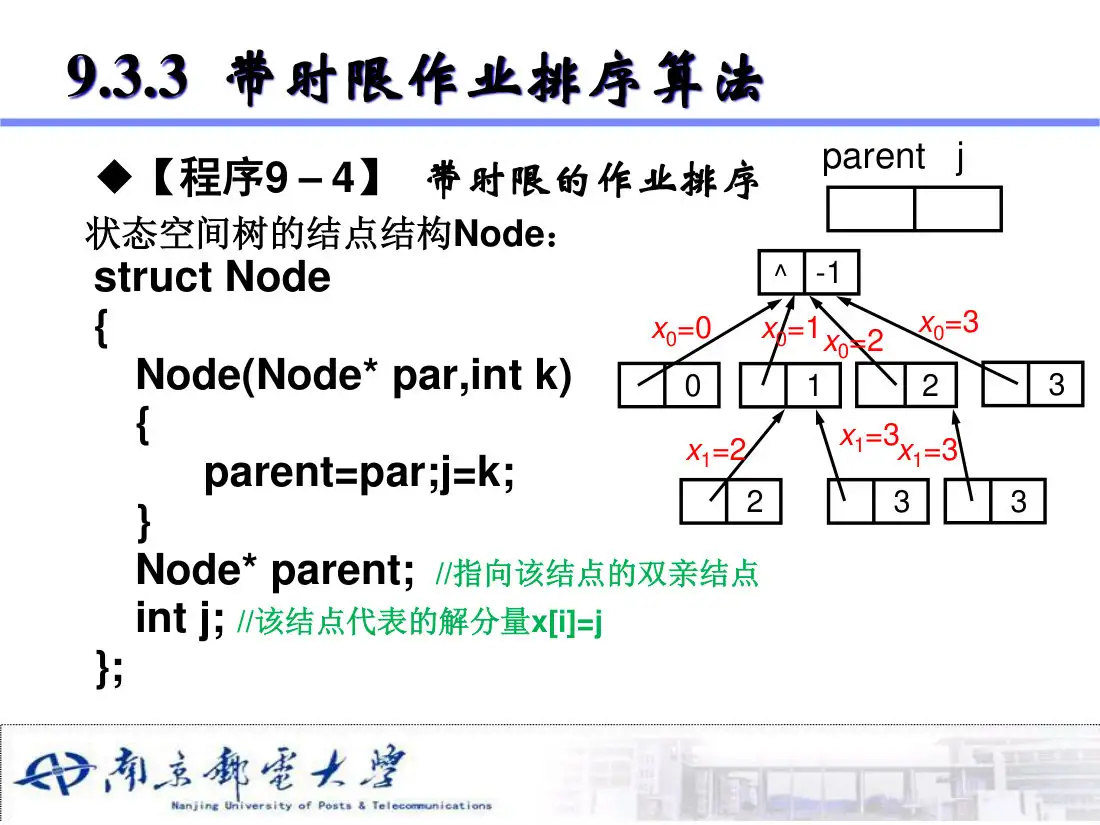 9.3.3 带时限作业排序算法
◆【程序9 – 4】 带时限的作业排序
状态空间树的结点结构Node：
struct Node
{
Node(Node* par,int k)
{
parent=par;j=k;
}
Node* parent; //指向该结点的双亲结点
int j; //该结点代表的解分量x[i]=j
};
parent j
^ -1
x0=0 x0=1 x0=2 x0=3
0 1 2 3
x1=2 x1=3 x1=3
2 3 3
南京邮电大学
Nanjing University of Posts & Telecommunications